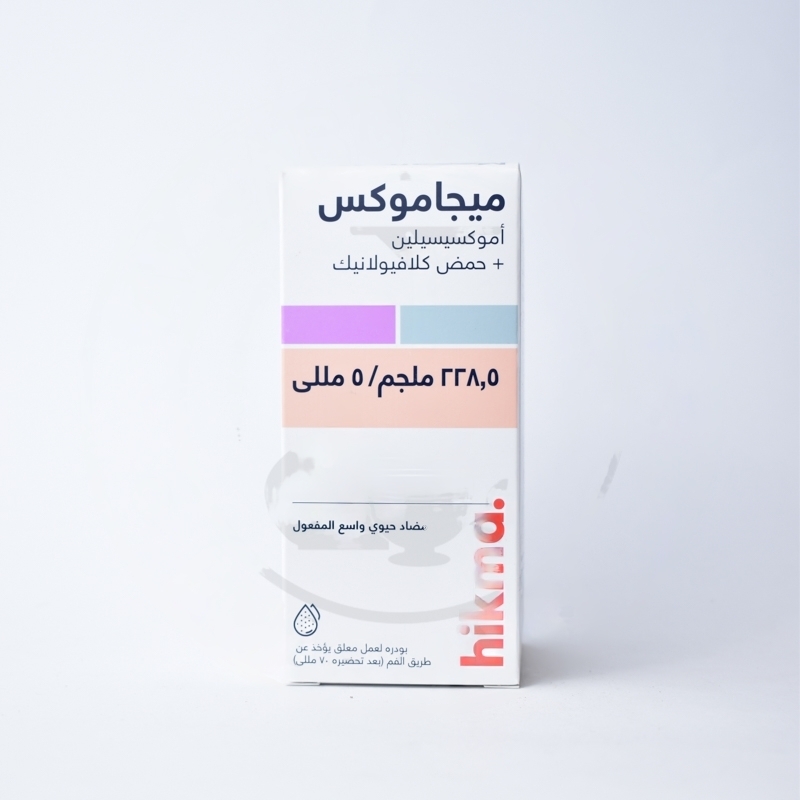 ميجاموكس
أموكسيسيلين
+ حمض كلافيولانيك
٢٢٨,٥ ملجم/ ٥ مللى
مضاد حيوي واسع المفعول
hikma.
بودره لعمل معلق يؤخذ عن
طريق الفم (بعد تحضيره ٧٠ مللى)